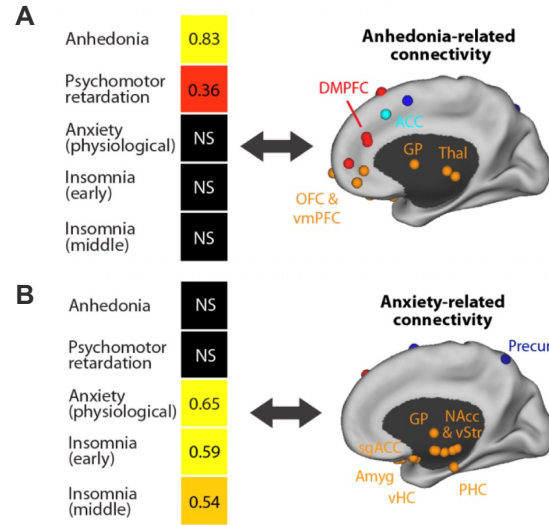 A
Anhedonia
0.83
Psychomotor
retardation
0.36
Anxiety
(physiological)
NS
Insomnia
(early)
NS
Insomnia
(middle)
NS
Anhedonia-related
connectivity
DMPFC
ACC
GP
Thal
OFC &
vmPFC
B
Anhedonia
NS
Psychomotor
retardation
NS
Anxiety
(physiological)
0.65
Insomnia
(early)
0.59
Insomnia
(middle)
0.54
Anxiety-related
connectivity
Precun
GP
NAcc
& vStr
sgACC
Amyg
vHC
PHC